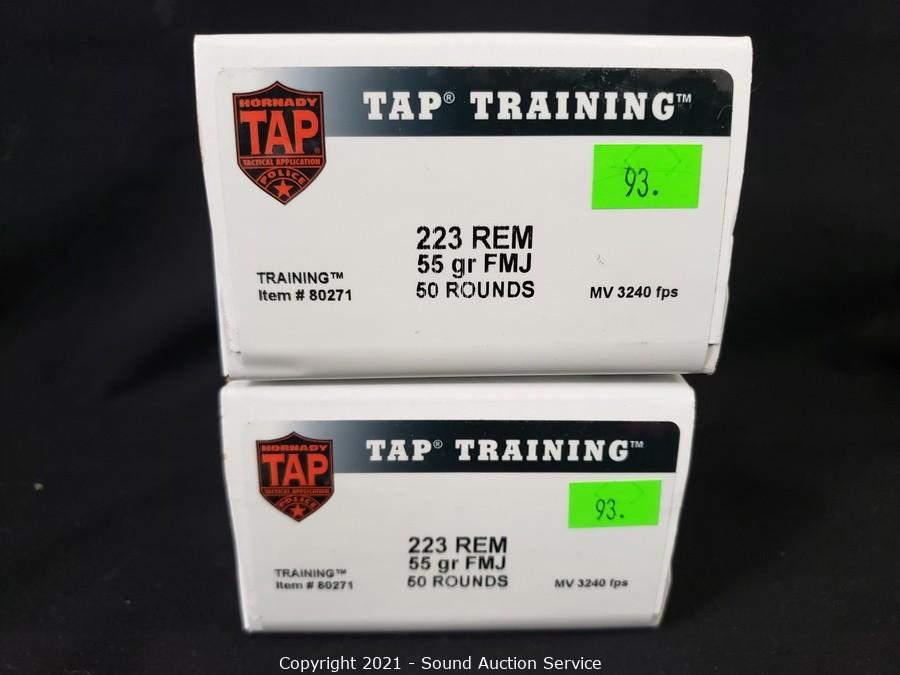 HORNADY
TAP®
TACTICAL APPLICATION
POLICE
TAP® TRAINING™
93.
223 REM
55 gr FMJ
50 ROUNDS
TRAINING™
Item # 80271
MV 3240 fps
HORNADY
TAP®
TACTICAL APPLICATION
POLICE
TAP® TRAINING™
93.
223 REM
55 gr FMJ
50 ROUNDS
TRAINING™
Item # 80271
MV 3240 fps
Copyright 2021 - Sound Auction Service